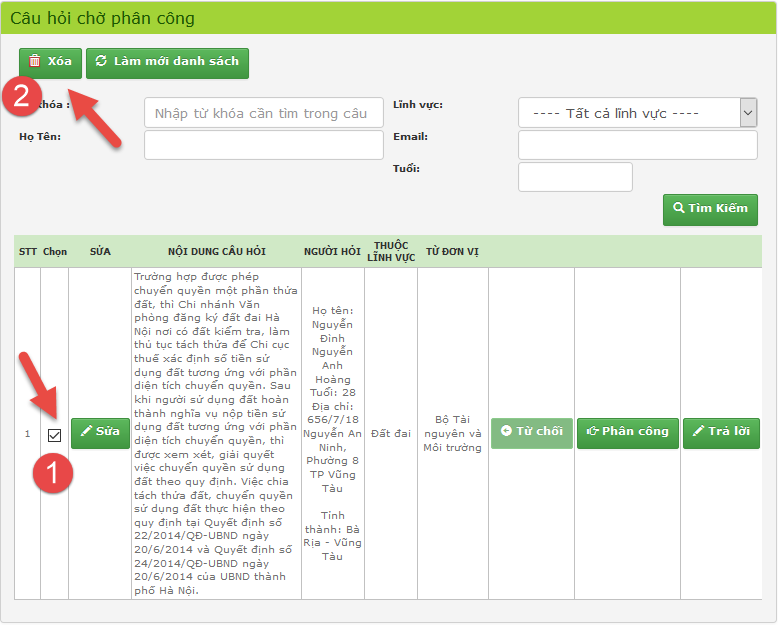 Câu hỏi chờ phân công
Xóa
Làm mới danh sách
2
khóa :
Nhập từ khóa cần tìm trong câu
Lĩnh vực:
---- Tất cả lĩnh vực ----
Họ Tên:
Email:
Tuổi:
Tìm Kiếm
STT Chọn SỬA NỘI DUNG CÂU HỎI NGƯỜI HỎI THUỘC LĨNH VỰC TỪ ĐƠN VỊ
1
Sửa
Trường hợp được phép
chuyển quyền một phần thửa
đất, thì Chi nhánh Văn
phòng đăng ký đất đai Hà
Nội nơi có đất kiểm tra, làm
thủ tục tách thửa để Chi cục
thuế xác định số tiền sử
dụng đất tương ứng với phần
diện tích chuyển quyền. Sau
khi người sử dụng đất hoàn
thành nghĩa vụ nộp tiền sử
dụng đất tương ứng với phần
diện tích chuyển quyền, thì
được xem xét, giải quyết
việc chuyển quyền sử dụng
đất theo quy định. Việc chia
tách thửa đất, chuyển quyền
sử dụng đất thực hiện theo
quy định tại Quyết định số
22/2014/QĐ-UBND ngày
20/6/2014 và Quyết định số
24/2014/QĐ-UBND ngày
20/6/2014 của UBND thành
phố Hà Nội.
Họ tên:
Nguyễn
Đỉnh
Nguyễn
Anh
Hoàng
Tuổi: 28
Địa chỉ:
656/7/18
Nguyễn An
Ninh,
Phường 8
TP Vũng
Tàu
Tỉnh
thành: Bà
Rịa - Vũng
Tàu
Đất đai
Bộ Tài
nguyên và
Môi trường
Từ chối
Phân công
Trả lời
1